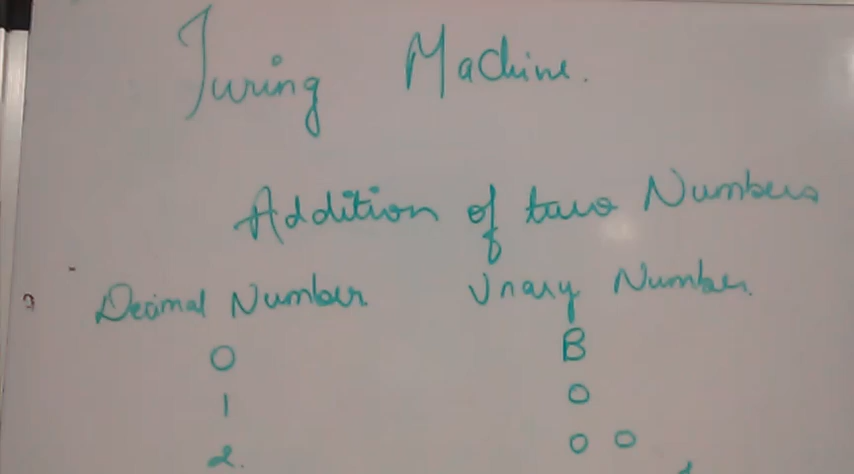 Turing Machine.
Addition of two Numbers
Decimal Number Unary Number.
0 B
1 0
2. 0 0